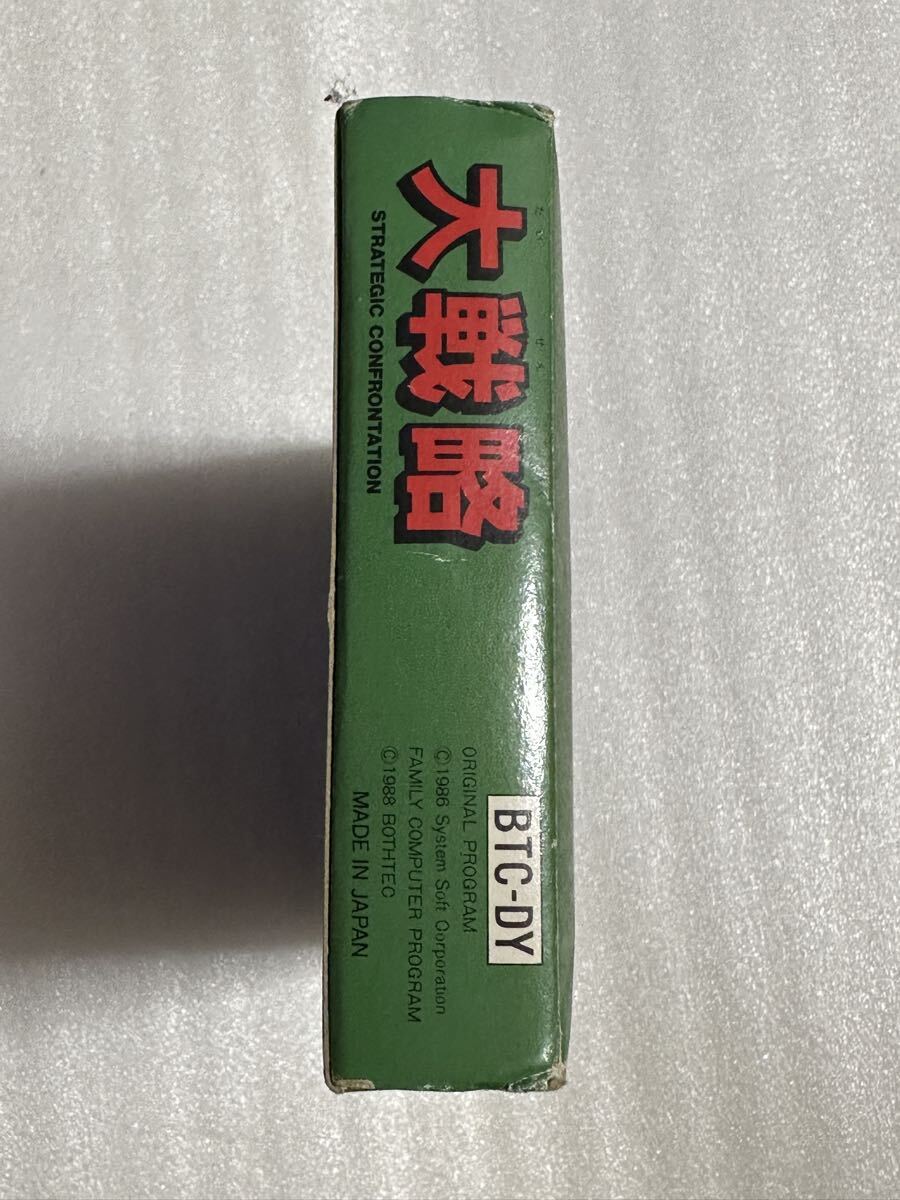 大戦略
STRATEGIC CONFRONTATION
BTC-DY
ORIGINAL PROGRAM
©1986 System Soft Corporation
FAMILY COMPUTER PROGRAM
©1988 BOTHTEC
MADE IN JAPAN